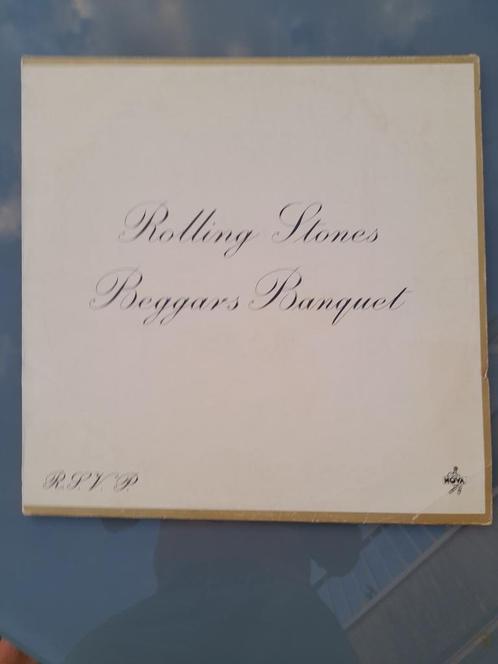 Rolling Stones
Beggars Banquet
R.S.V.P.
NOVA